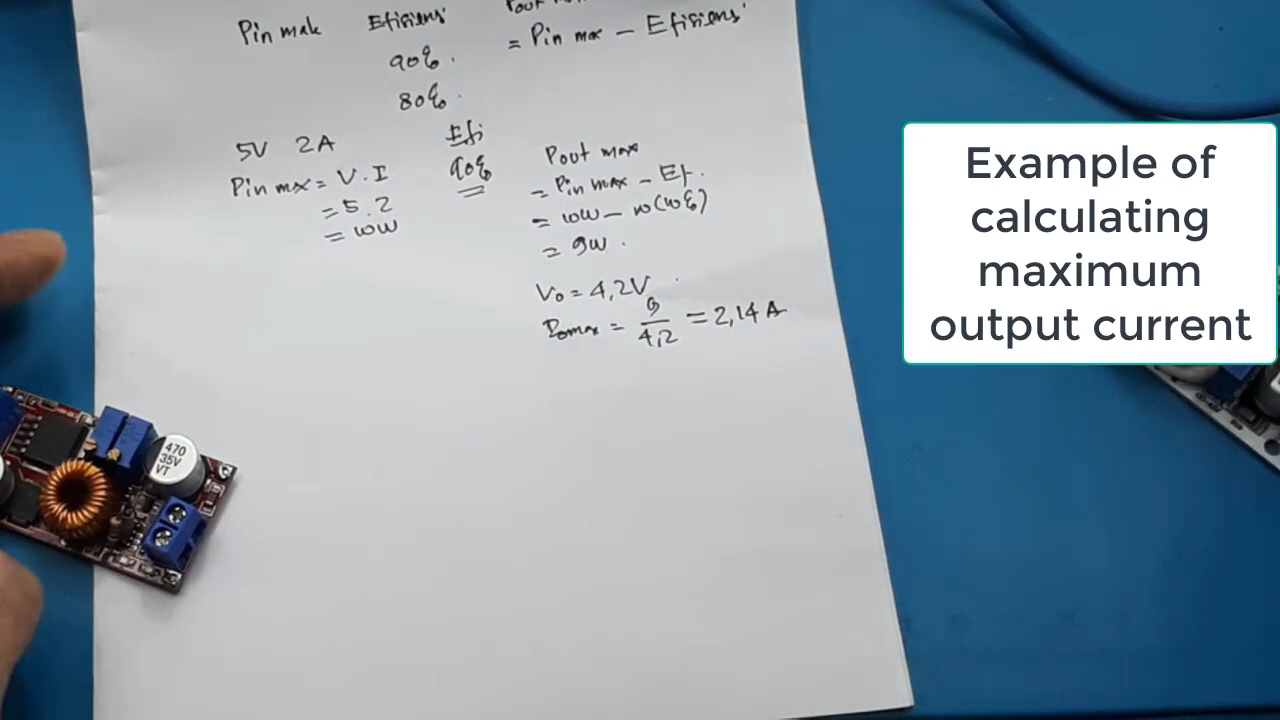 Pin mak Efisiens Pout
= Pin max - Efisiens
90%.
80%.
5V 2A
Pin mx = V.I
= 5.2
= 10W
Efi
90%
Pout max
= Pin max - Ef.
= 10W - 10(10%)
= 9W.
Vo = 4,2V
= 9/4,2 = 2,14 A
Example of
calculating
maximum
output current
470
35V
VT